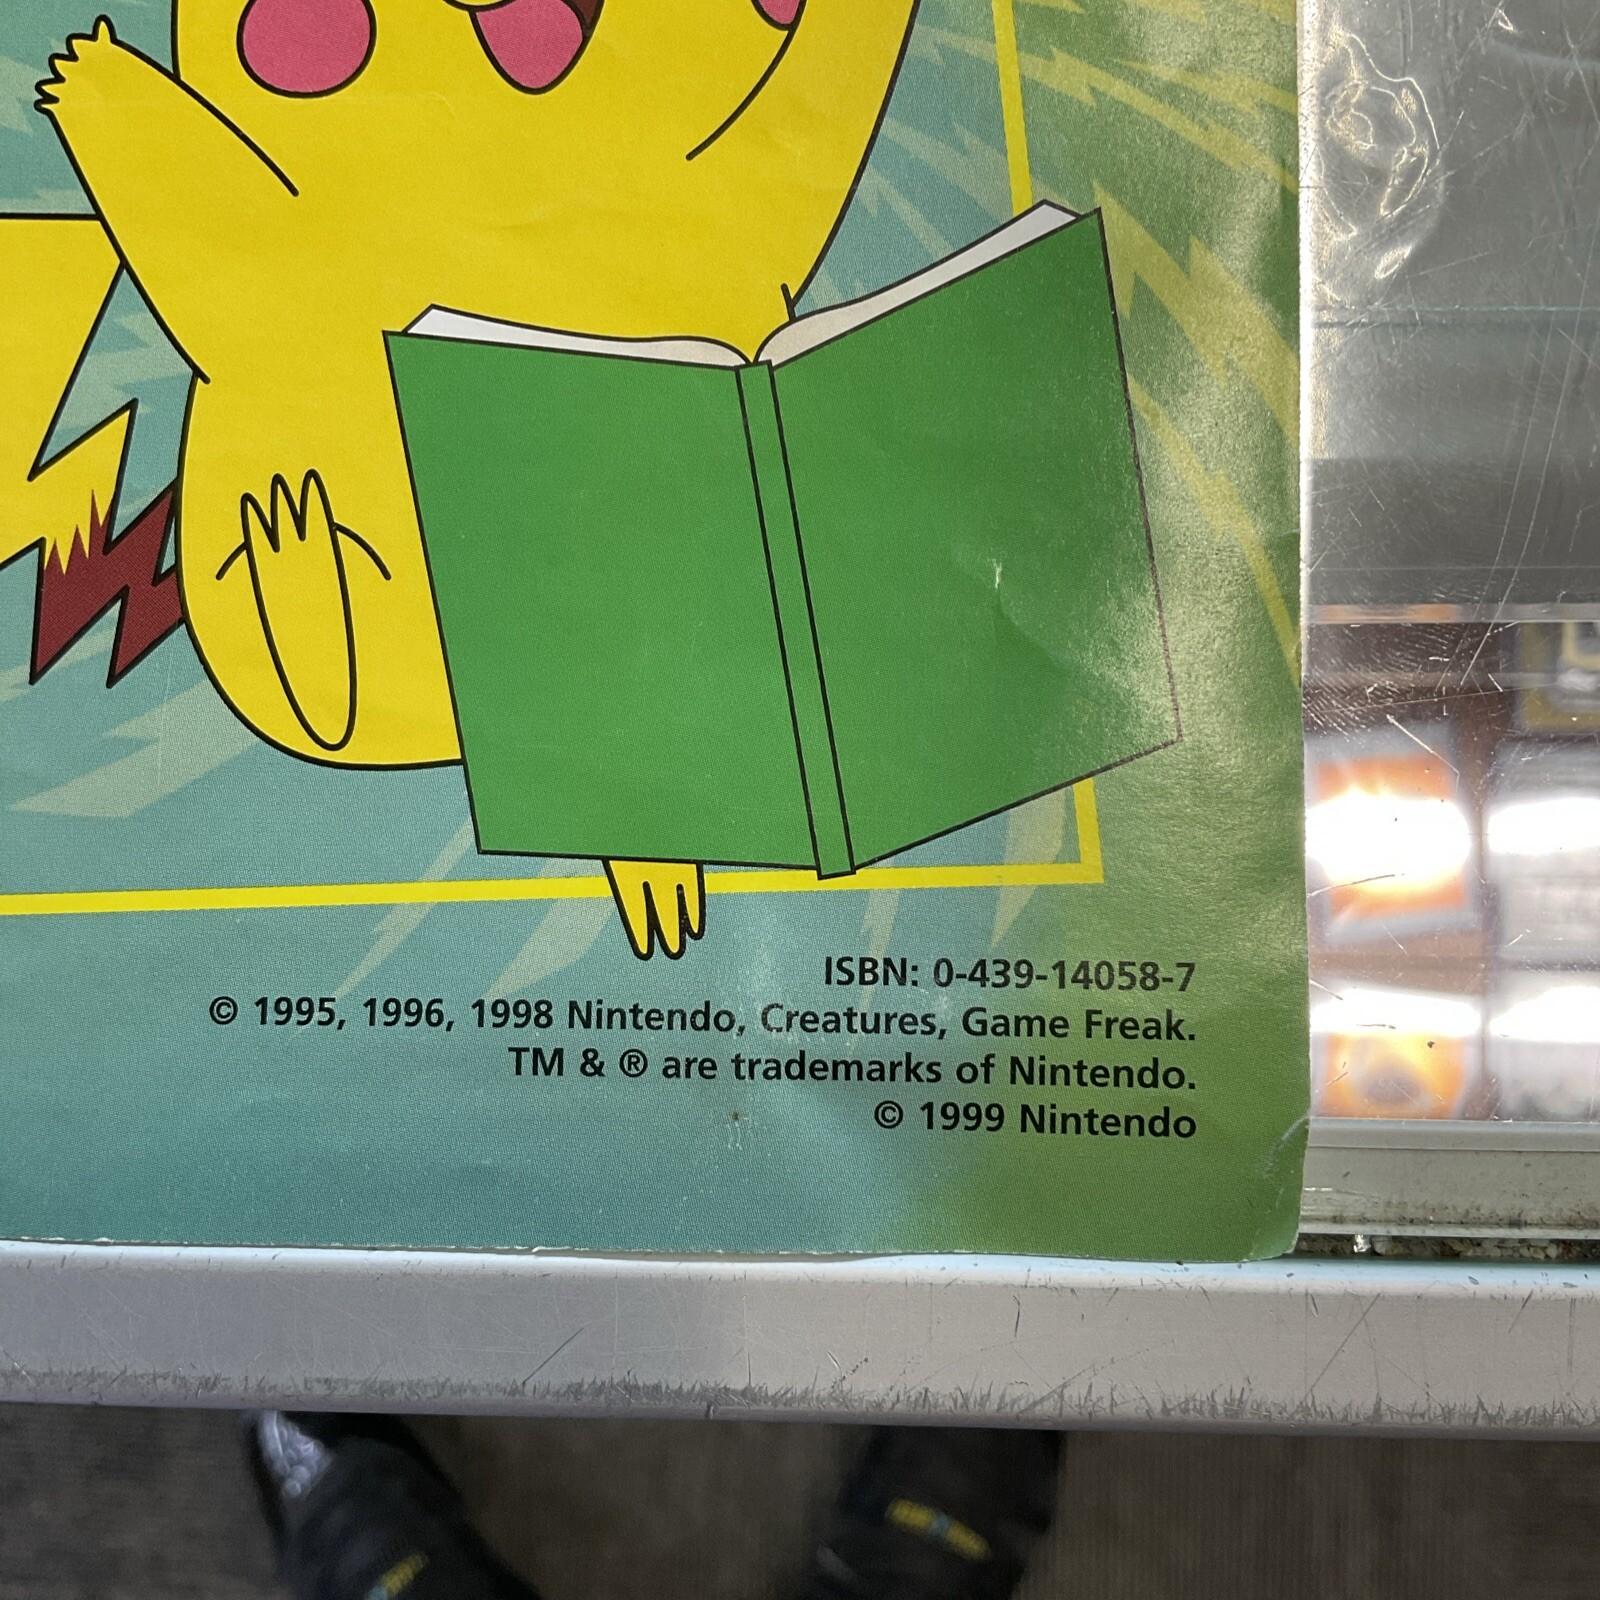 ISBN: 0-439-14058-7
© 1995, 1996, 1998 Nintendo, Creatures, Game Freak.
TM & ® are trademarks of Nintendo.
© 1999 Nintendo